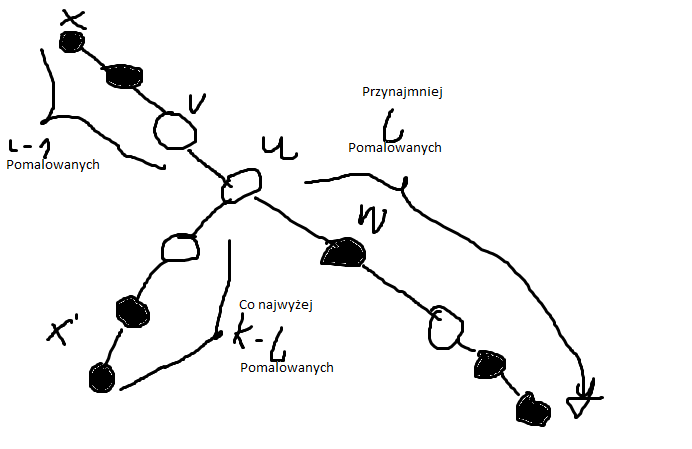 x
v
Przynajmniej
L
Pomalowanych
u
L-1
Pomalowanych
w
Co najwyżej
x'
K-L
Pomalowanych